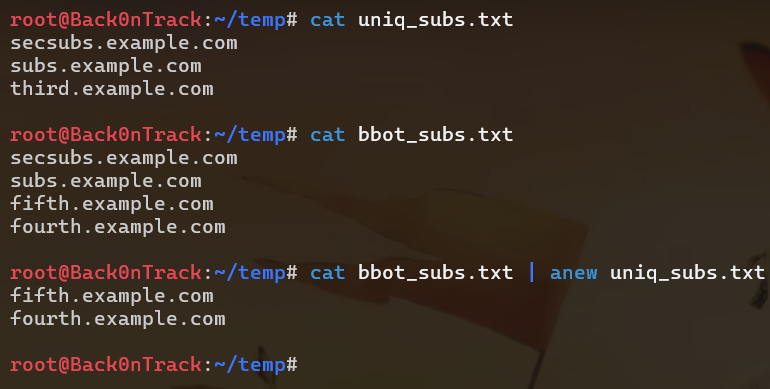 root@Back0nTrack:~/temp# cat uniq_subs.txt
secsubs.example.com
subs.example.com
third.example.com
root@Back0nTrack:~/temp# cat bbot_subs.txt
secsubs.example.com
subs.example.com
fifth.example.com
fourth.example.com
root@Back0nTrack:~/temp# cat bbot_subs.txt | anew uniq_subs.txt
fifth.example.com
fourth.example.com
root@Back0nTrack:~/temp#